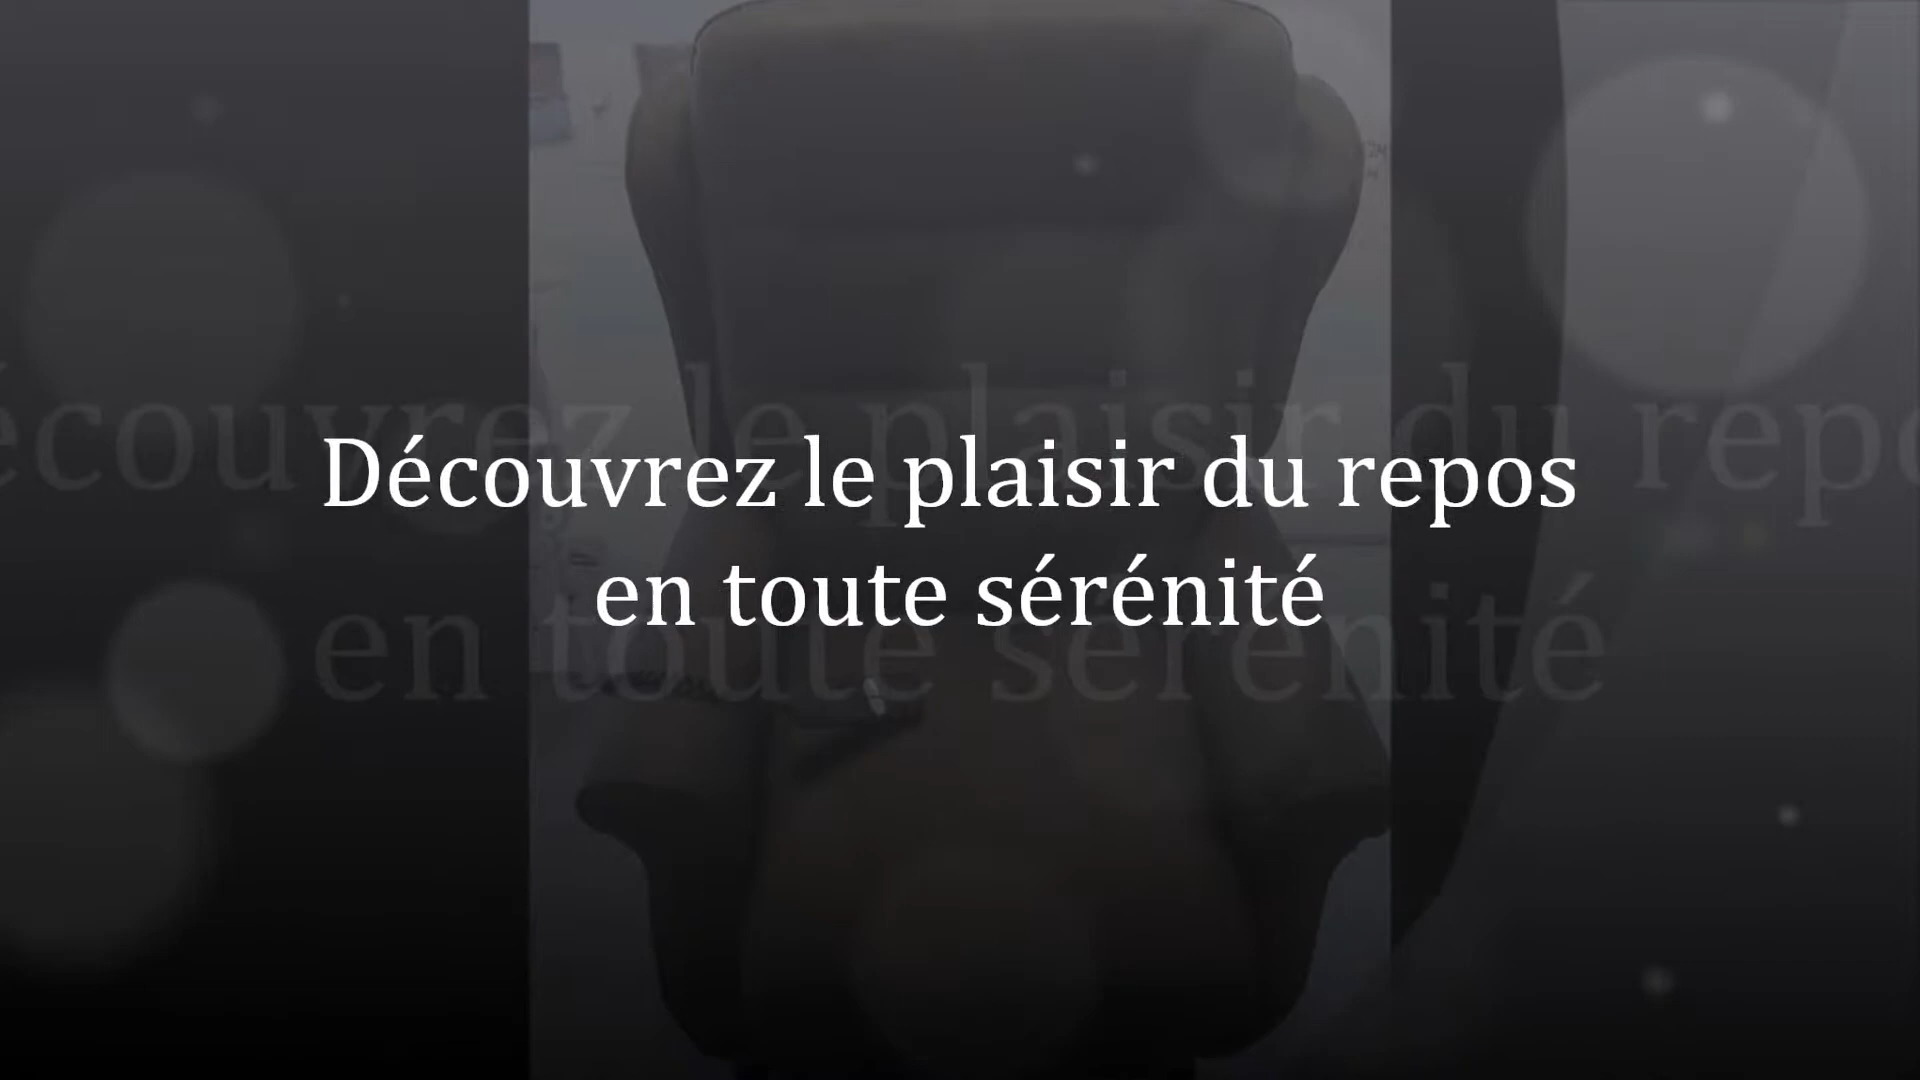 Découvrez le plaisir du repos
en toute sérénité